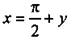 x = π/2 + y